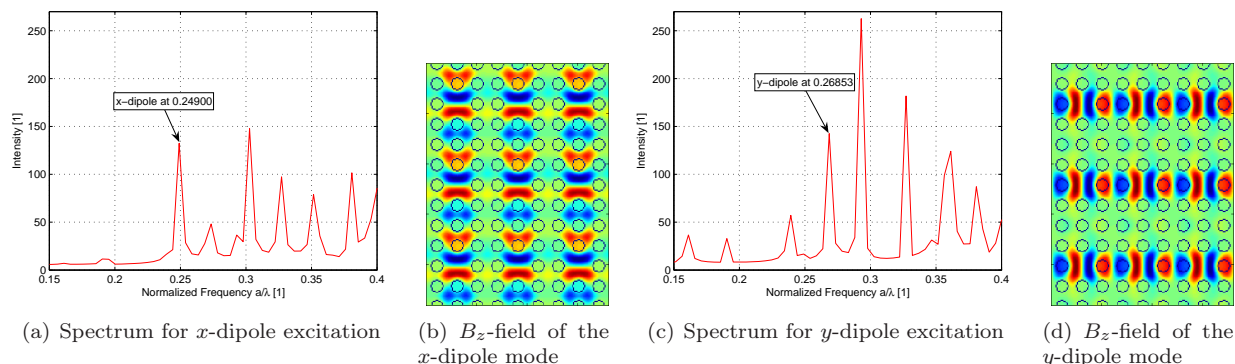 250
200
150
100
50
0
Intensity [1]
x-dipole at 0.24900
0.15 0.2 0.25 0.3 0.35 0.4
Normalized Frequency a/λ [1]
(a) Spectrum for x-dipole excitation
(b) Bz-field of the
x-dipole mode
250
200
150
100
50
0
Intensity [1]
y-dipole at 0.26853
0.15 0.2 0.25 0.3 0.35 0.4
Normalized Frequency a/λ [1]
(c) Spectrum for y-dipole excitation
(d) Bz-field of the
y-dipole mode